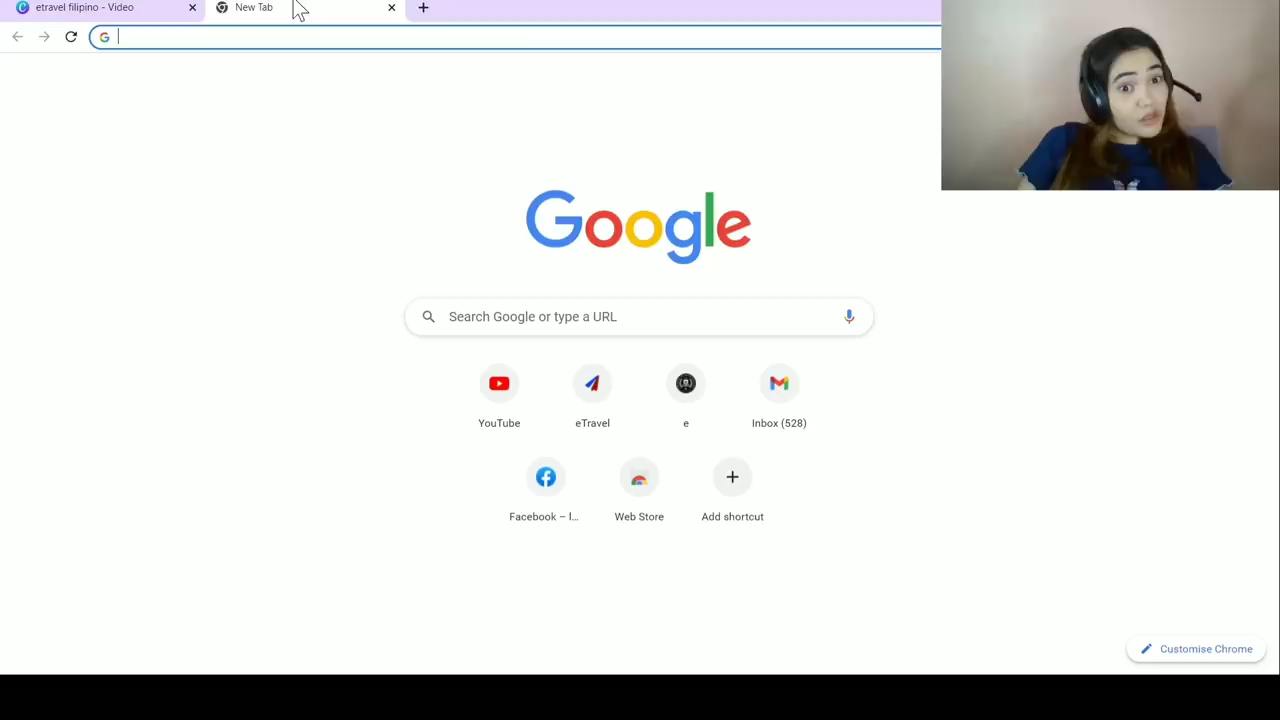 etravel filipino - Video
New Tab
Google
Search Google or type a URL
YouTube
eTravel
e
Inbox (528)
Facebook – l...
Web Store
Add shortcut
Customise Chrome